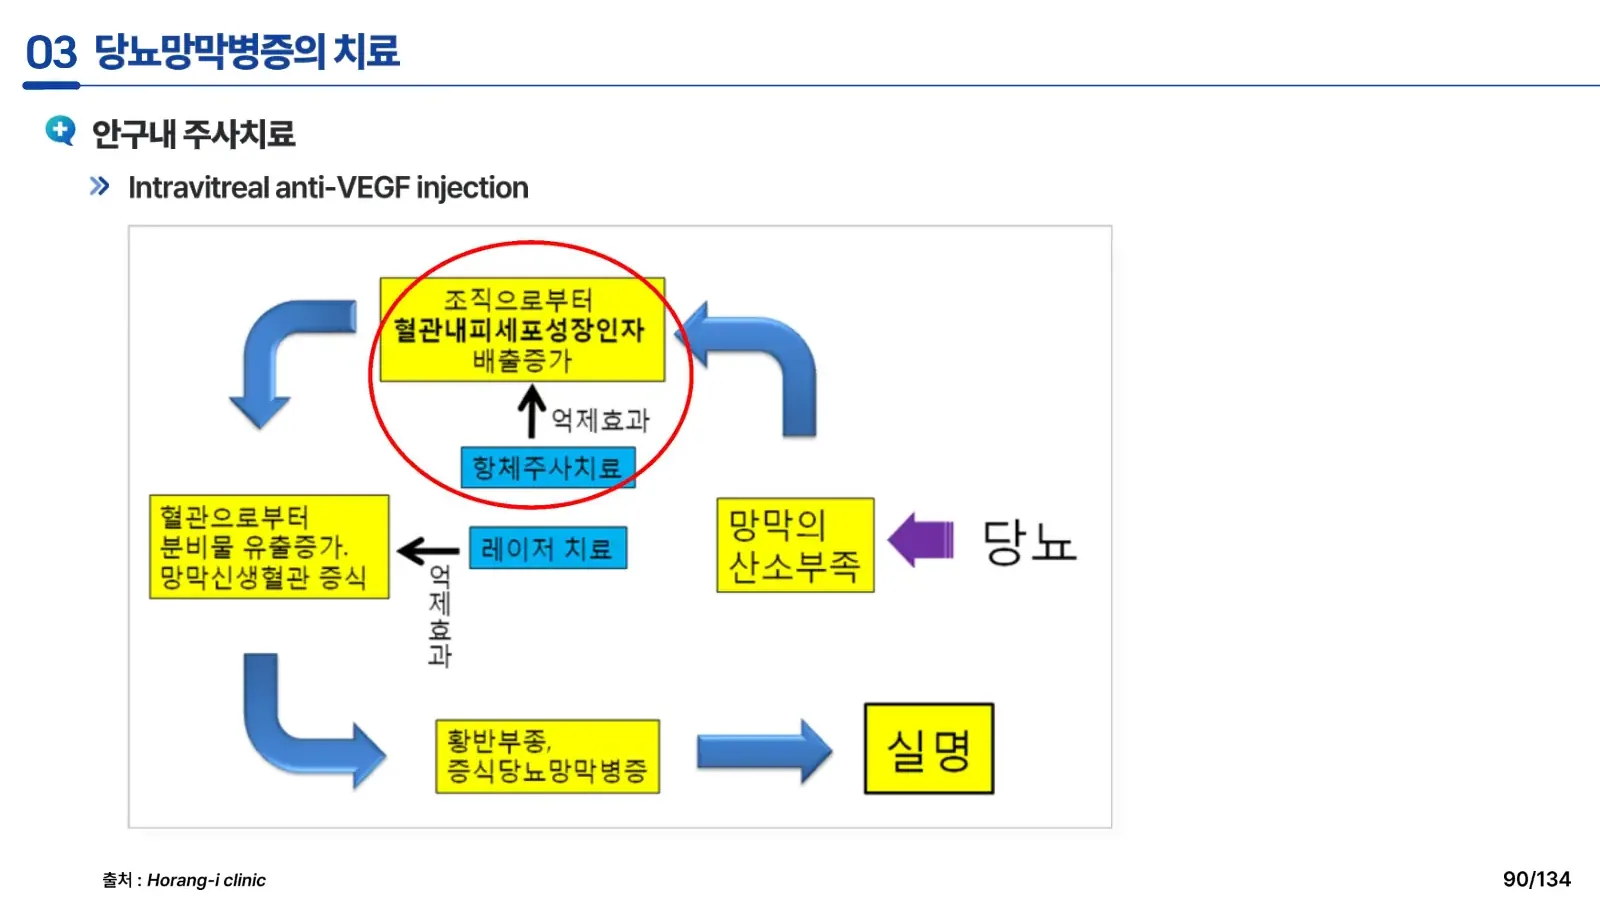 03 당뇨망막병증의 치료
안구내 주사치료
Intravitreal anti-VEGF injection
조직으로부터
혈관내피세포성장인자
배출증가
억제효과
항체주사치료
혈관으로부터
분비물 유출증가.
망막신생혈관 증식
레이저 치료
억
제
효
과
망막의
산소부족
당뇨
황반부종,
증식당뇨망막병증
실명
출처 : Horang-i clinic
90/134